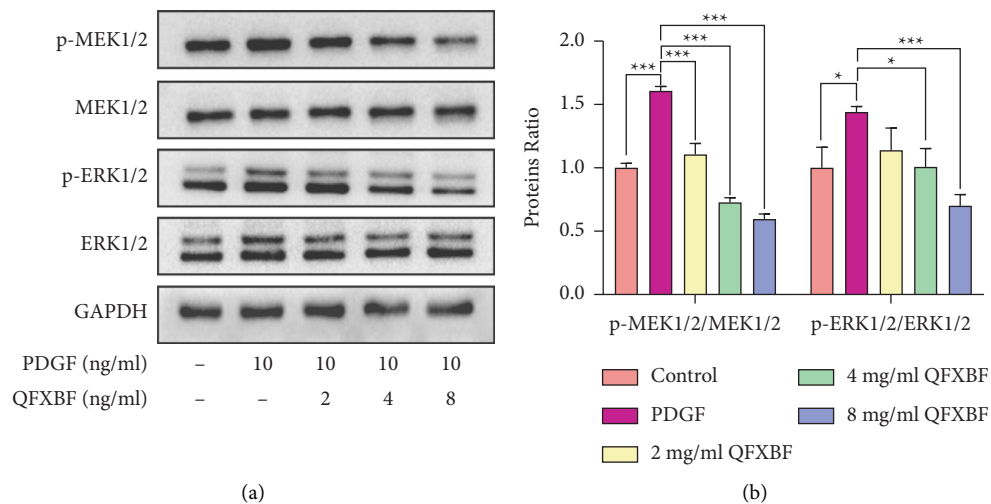 p-MEK1/2
MEK1/2
p-ERK1/2
ERK1/2
GAPDH
PDGF (ng/ml) – 10 10 10 10
QFXBF (ng/ml) – – 2 4 8
(a)
Proteins Ratio
2.0
1.5
1.0
0.5
0.0
*** *** *** ***
* * ***
p-MEK1/2/MEK1/2 p-ERK1/2/ERK1/2
Control
PDGF
2 mg/ml QFXBF
4 mg/ml QFXBF
8 mg/ml QFXBF
(b)